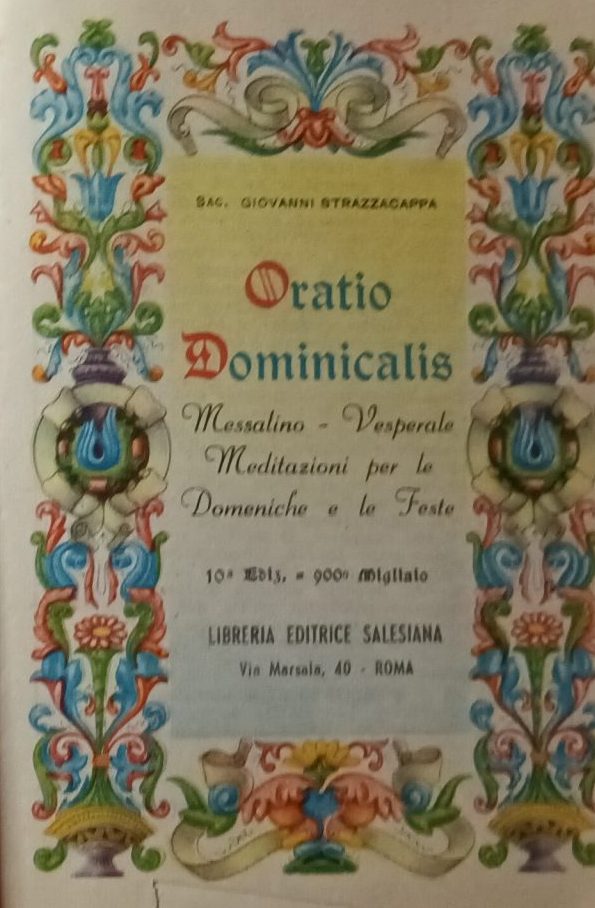 SAC. GIOVANNI STRAZZACAPPA
Oratio
Dominicalis
Messalino - Vesperale
Meditazioni per le
Domeniche e le Feste
10ª Ediz. = 900º Migliaio
LIBRERIA EDITRICE SALESIANA
Via Marsala, 40 - ROMA